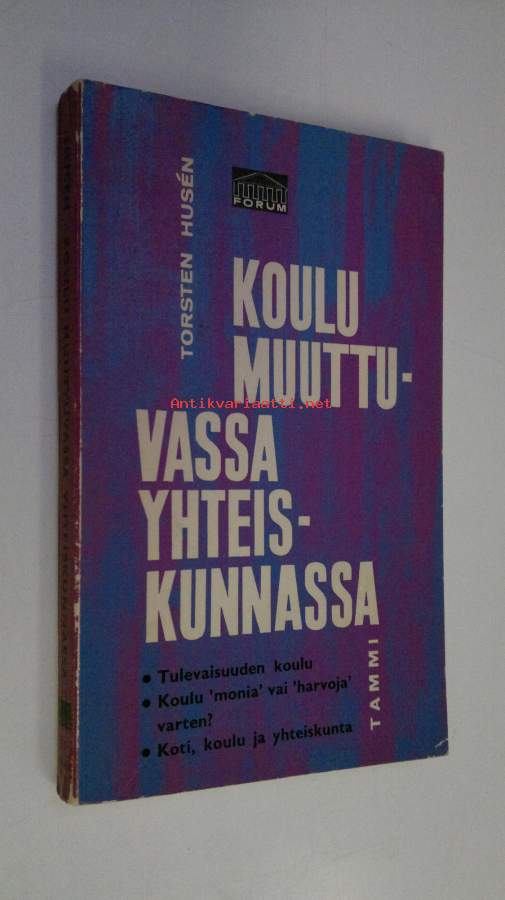 TORSTEN HUSÉN
FORUM
KOULU
MUUTTU-
VASSA
YHTEIS-
KUNNASSA
• Tulevaisuuden koulu
• Koulu 'monia' vai 'harvoja'
varten?
• Koti, koulu ja yhteiskunta
TAMMI
Antikvariaatti.net